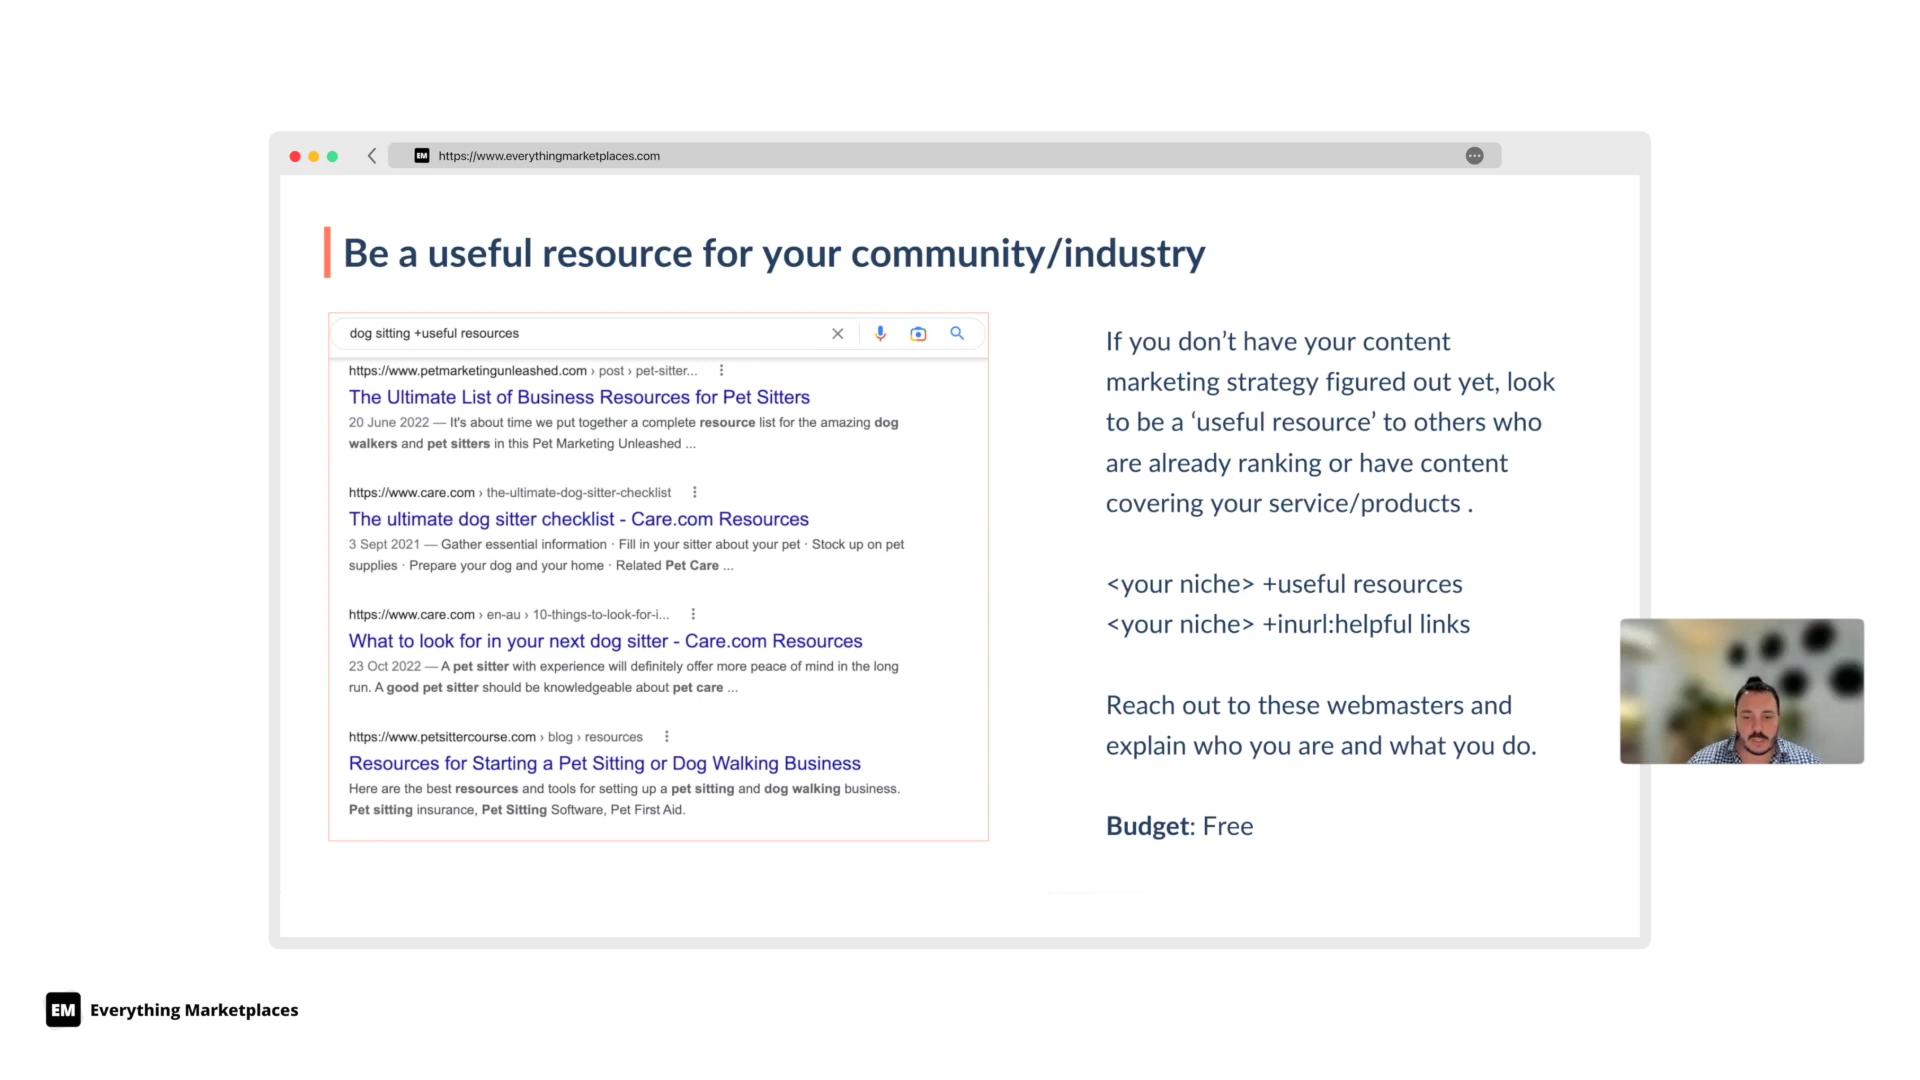 EM https://www.everythingmarketplaces.com
Be a useful resource for your community/industry
dog sitting +useful resources
https://www.petmarketingunleashed.com › post › pet-sitter...
The Ultimate List of Business Resources for Pet Sitters
20 June 2022 — It's about time we put together a complete resource list for the amazing dog
walkers and pet sitters in this Pet Marketing Unleashed ...
https://www.care.com › the-ultimate-dog-sitter-checklist
The ultimate dog sitter checklist - Care.com Resources
3 Sept 2021 — Gather essential information · Fill in your sitter about your pet · Stock up on pet
supplies · Prepare your dog and your home · Related Pet Care ...
https://www.care.com › en-au › 10-things-to-look-for-i...
What to look for in your next dog sitter - Care.com Resources
23 Oct 2022 — A pet sitter with experience will definitely offer more peace of mind in the long
run. A good pet sitter should be knowledgeable about pet care ...
https://www.petsittercourse.com › blog › resources
Resources for Starting a Pet Sitting or Dog Walking Business
Here are the best resources and tools for setting up a pet sitting and dog walking business.
Pet sitting insurance, Pet Sitting Software, Pet First Aid.
If you don’t have your content
marketing strategy figured out yet, look
to be a ‘useful resource’ to others who
are already ranking or have content
covering your service/products .
<your niche> +useful resources
<your niche> +inurl:helpful links
Reach out to these webmasters and
explain who you are and what you do.
Budget: Free
EM Everything Marketplaces